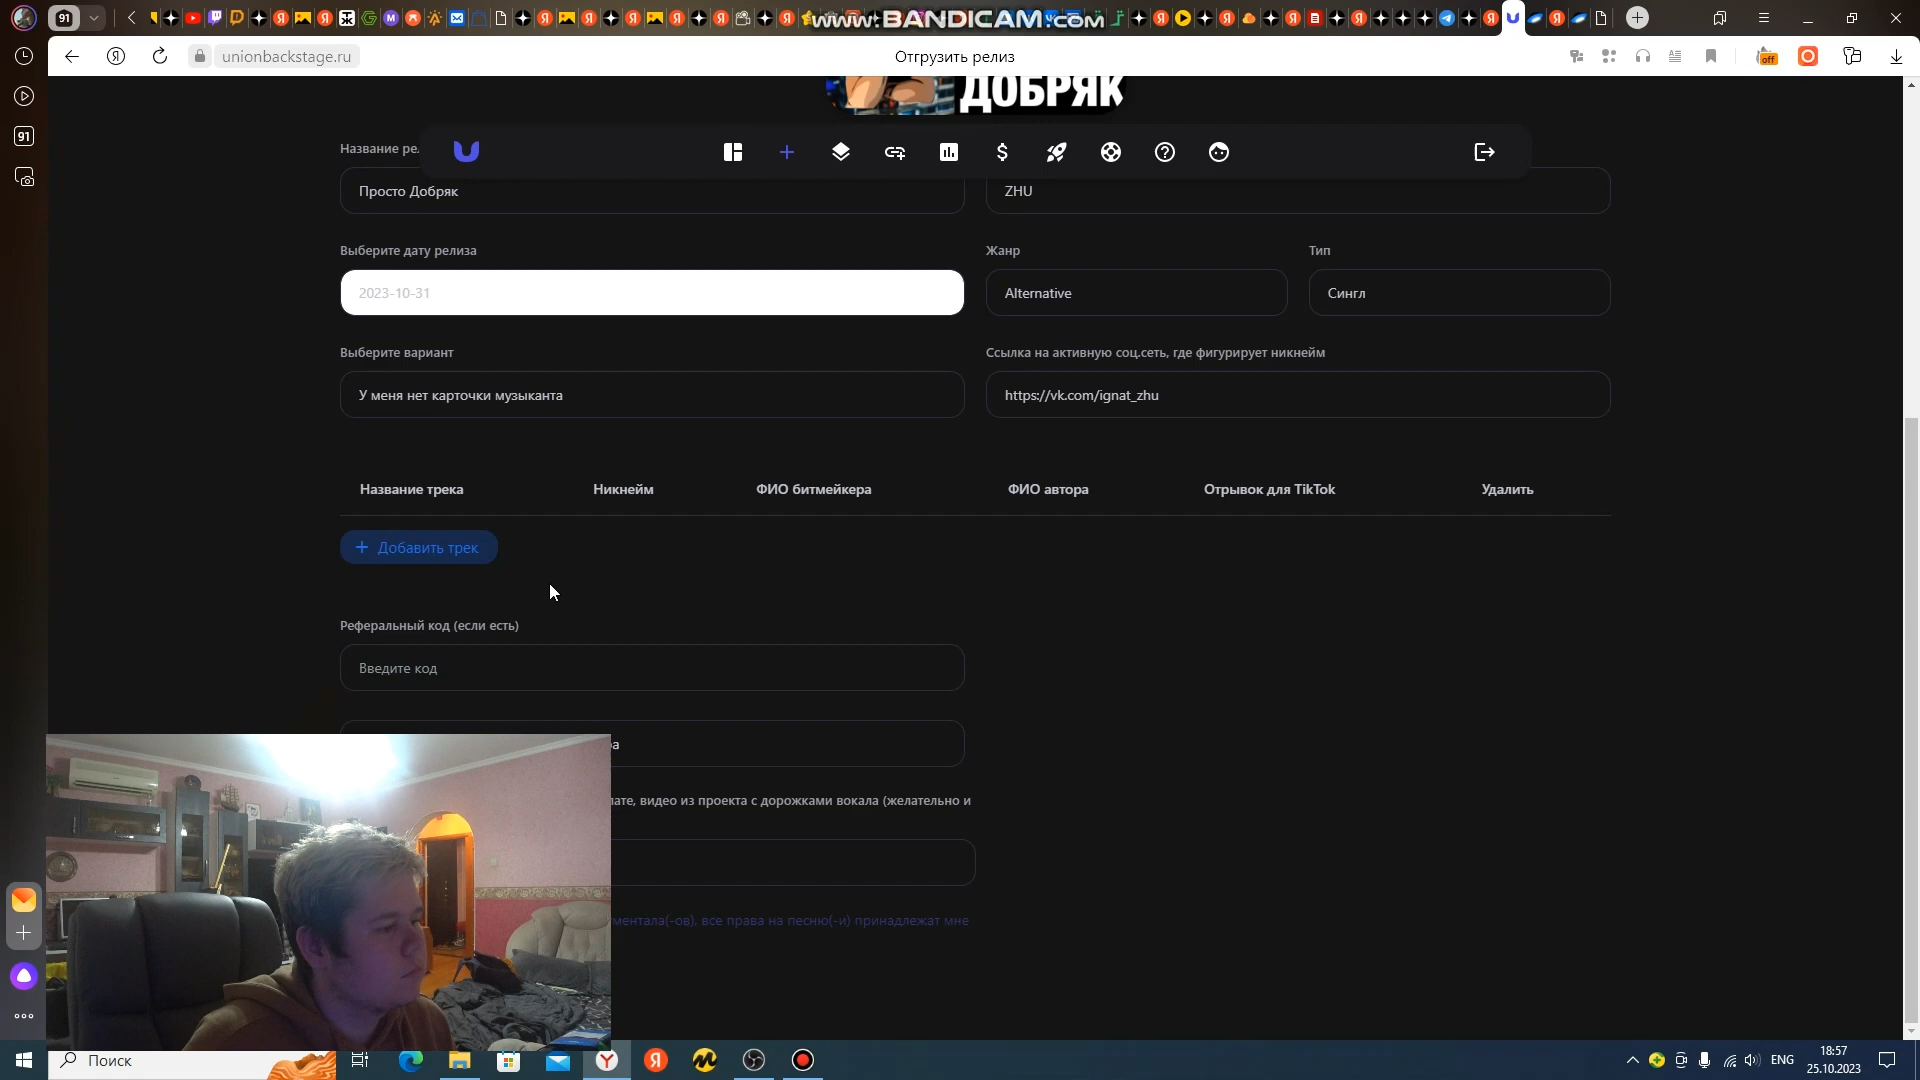 91
www.BANDICAM.com
unionbackstage.ru
Отгрузить релиз
off
91
ДОБРЯК
Название ре
Просто Добряк
ZHU
Выберите дату релиза
Жанр
Тип
2023-10-31
Alternative
Сингл
Выберите вариант
Ссылка на активную соц.сеть, где фигурирует никнейм
У меня нет карточки музыканта
https://vk.com/ignat_zhu
Название трека
Никнейм
ФИО битмейкера
ФИО автора
Отрывок для TikTok
Удалить
+ Добавить трек
Реферальный код (если есть)
Введите код
видео из проекта с дорожками вокала (желательно и
все права на песню(-и) принадлежат мне
Поиск
ENG
18:57
25.10.2023